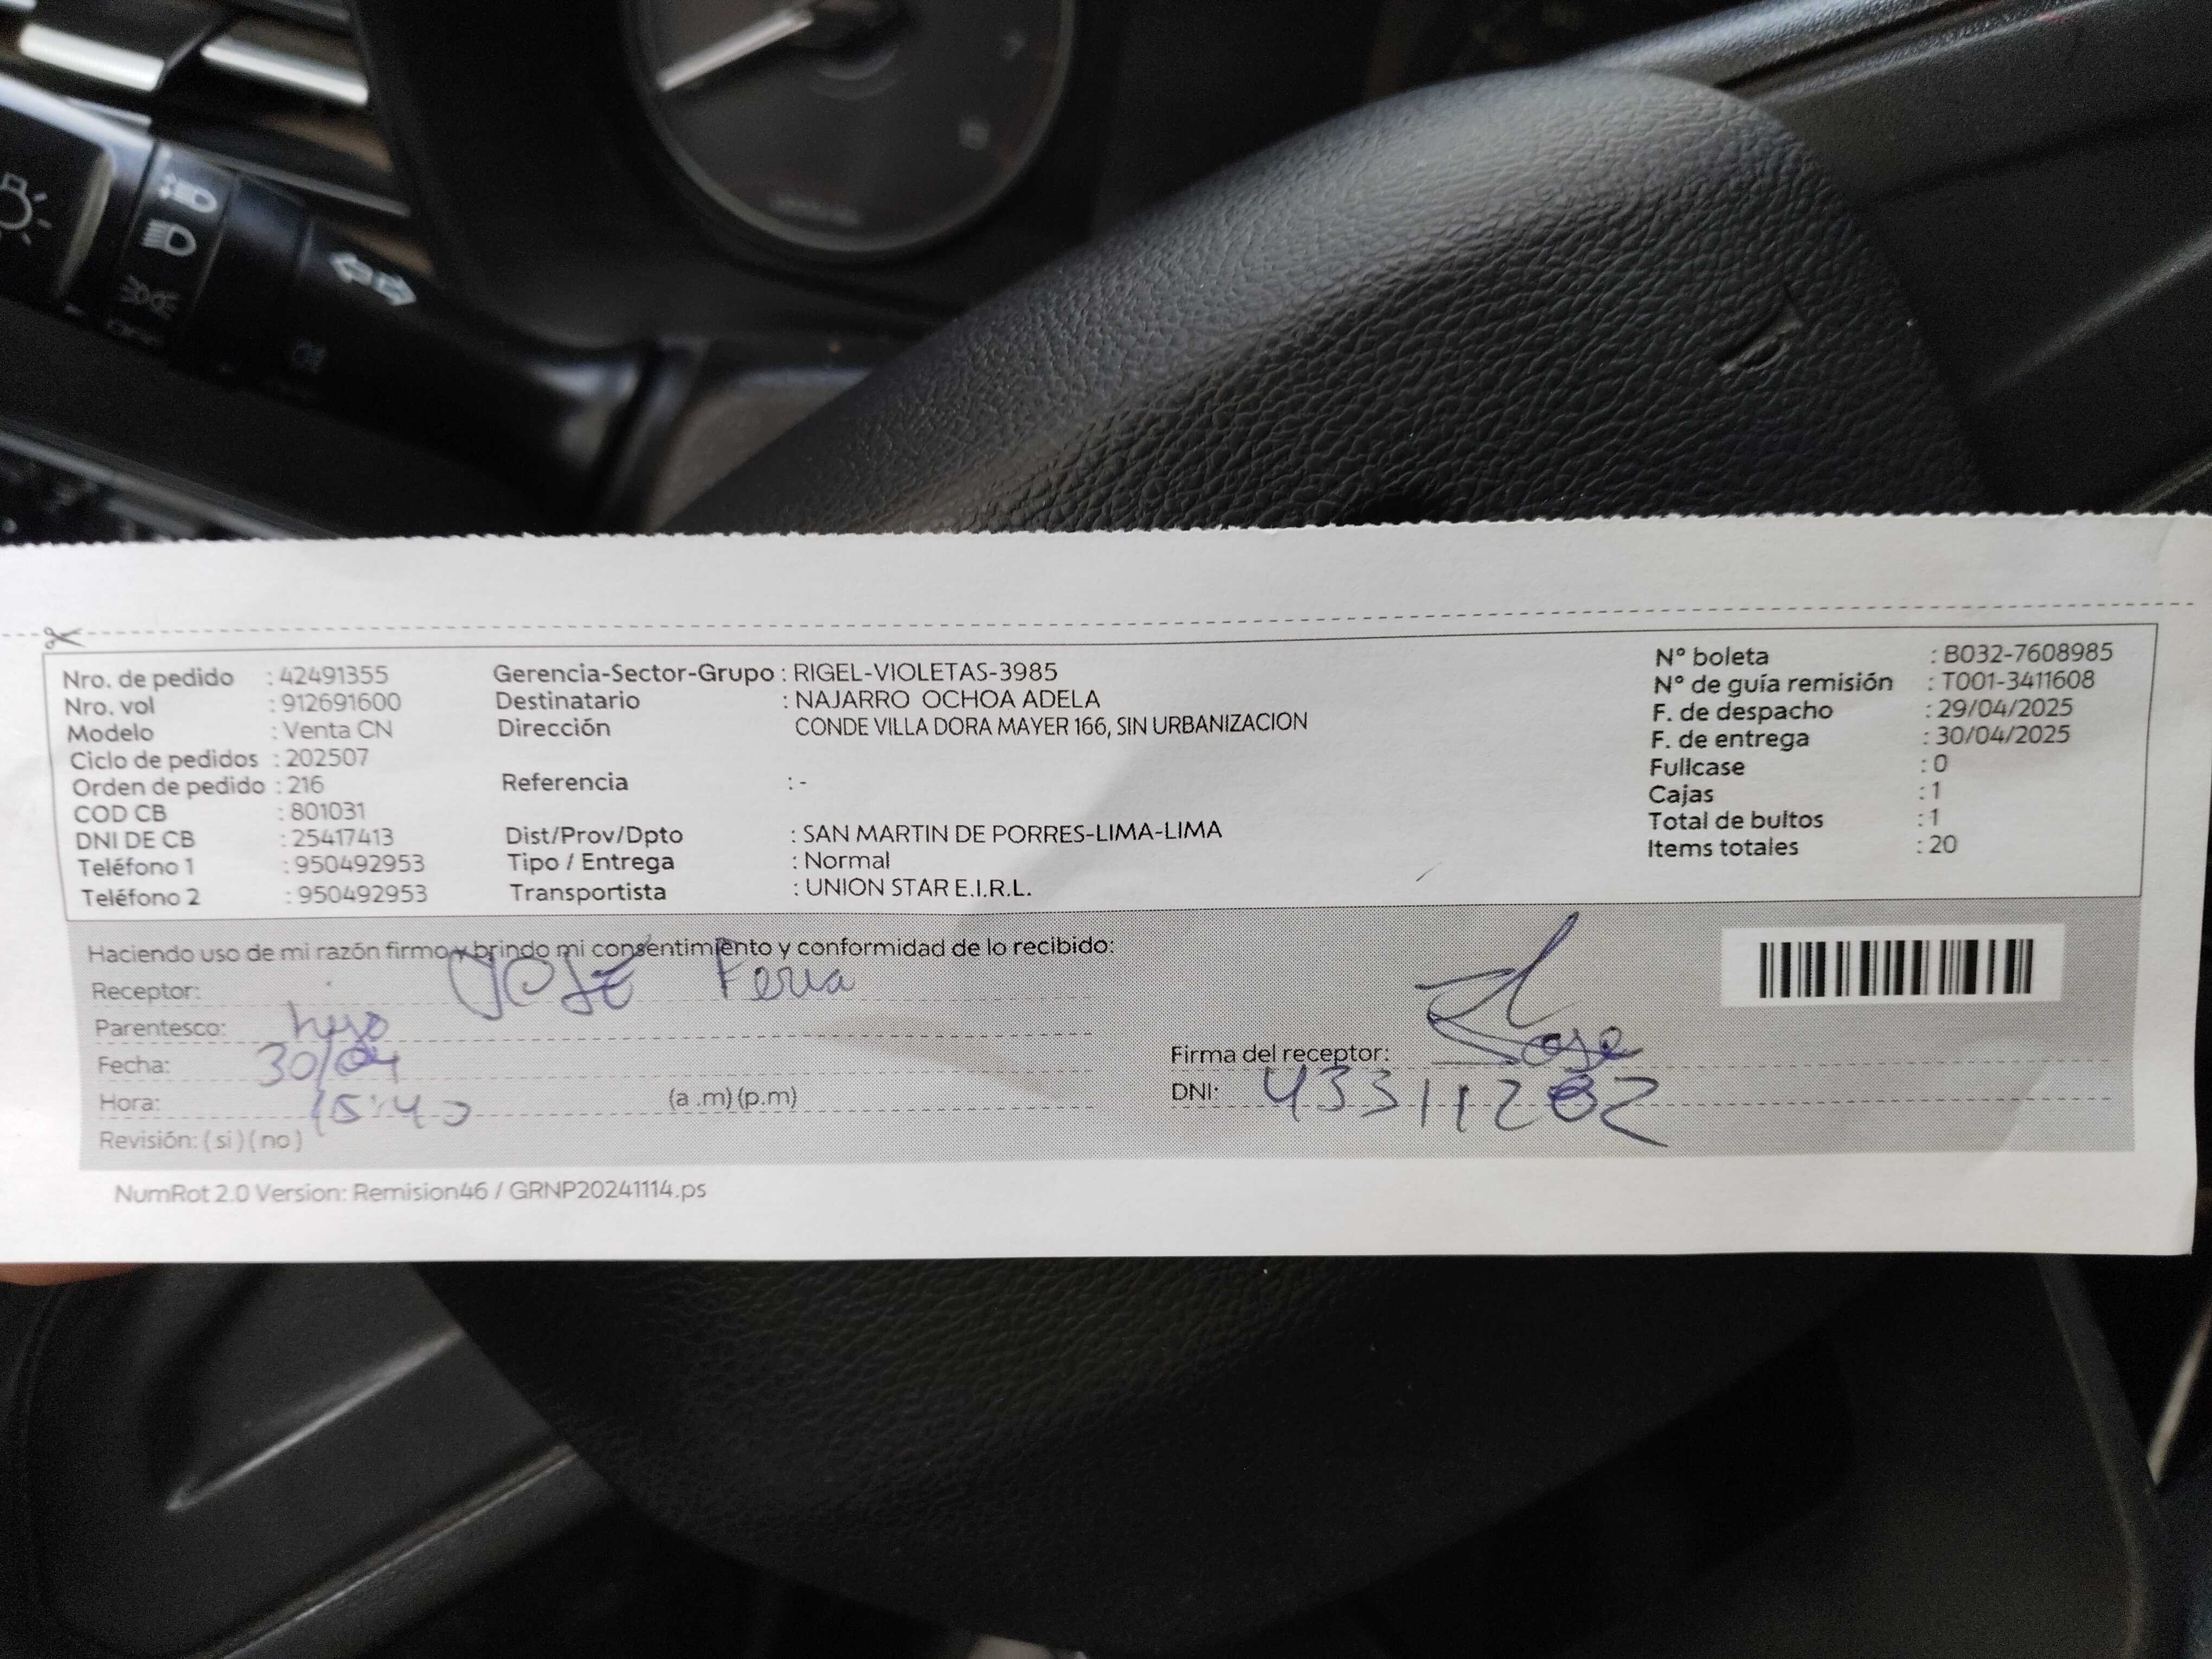 Nro. de pedido : 42491355
Nro. vol : 912691600
Modelo : Venta CN
Ciclo de pedidos : 202507
Orden de pedido : 216
COD CB : 801031
DNI DE CB : 25417413
Teléfono 1 : 950492953
Teléfono 2 : 950492953
Gerencia-Sector-Grupo : RIGEL-VIOLETAS-3985
Destinatario : NAJARRO OCHOA ADELA
Dirección CONDE VILLA DORA MAYER 166, SIN URBANIZACION
Referencia : -
Dist/Prov/Dpto : SAN MARTIN DE PORRES-LIMA-LIMA
Tipo / Entrega : Normal
Transportista : UNION STAR E.I.R.L.
N° boleta : B032-7608985
N° de guía remisión : T001-3411608
F. de despacho : 29/04/2025
F. de entrega : 30/04/2025
Fullcase : 0
Cajas : 1
Total de bultos : 1
Items totales : 20
Haciendo uso de mi razón firmo y brindo mi consentimiento y conformidad de lo recibido:
Receptor: JOSE
Parentesco: hijo
Fecha: 30/04
Hora: 15:40 (a .m) (p.m)
Revisión: ( si ) ( no )
Firma del receptor: Jose
DNI:
NumRot 2.0 Version: Remision46 / GRNP20241114.ps